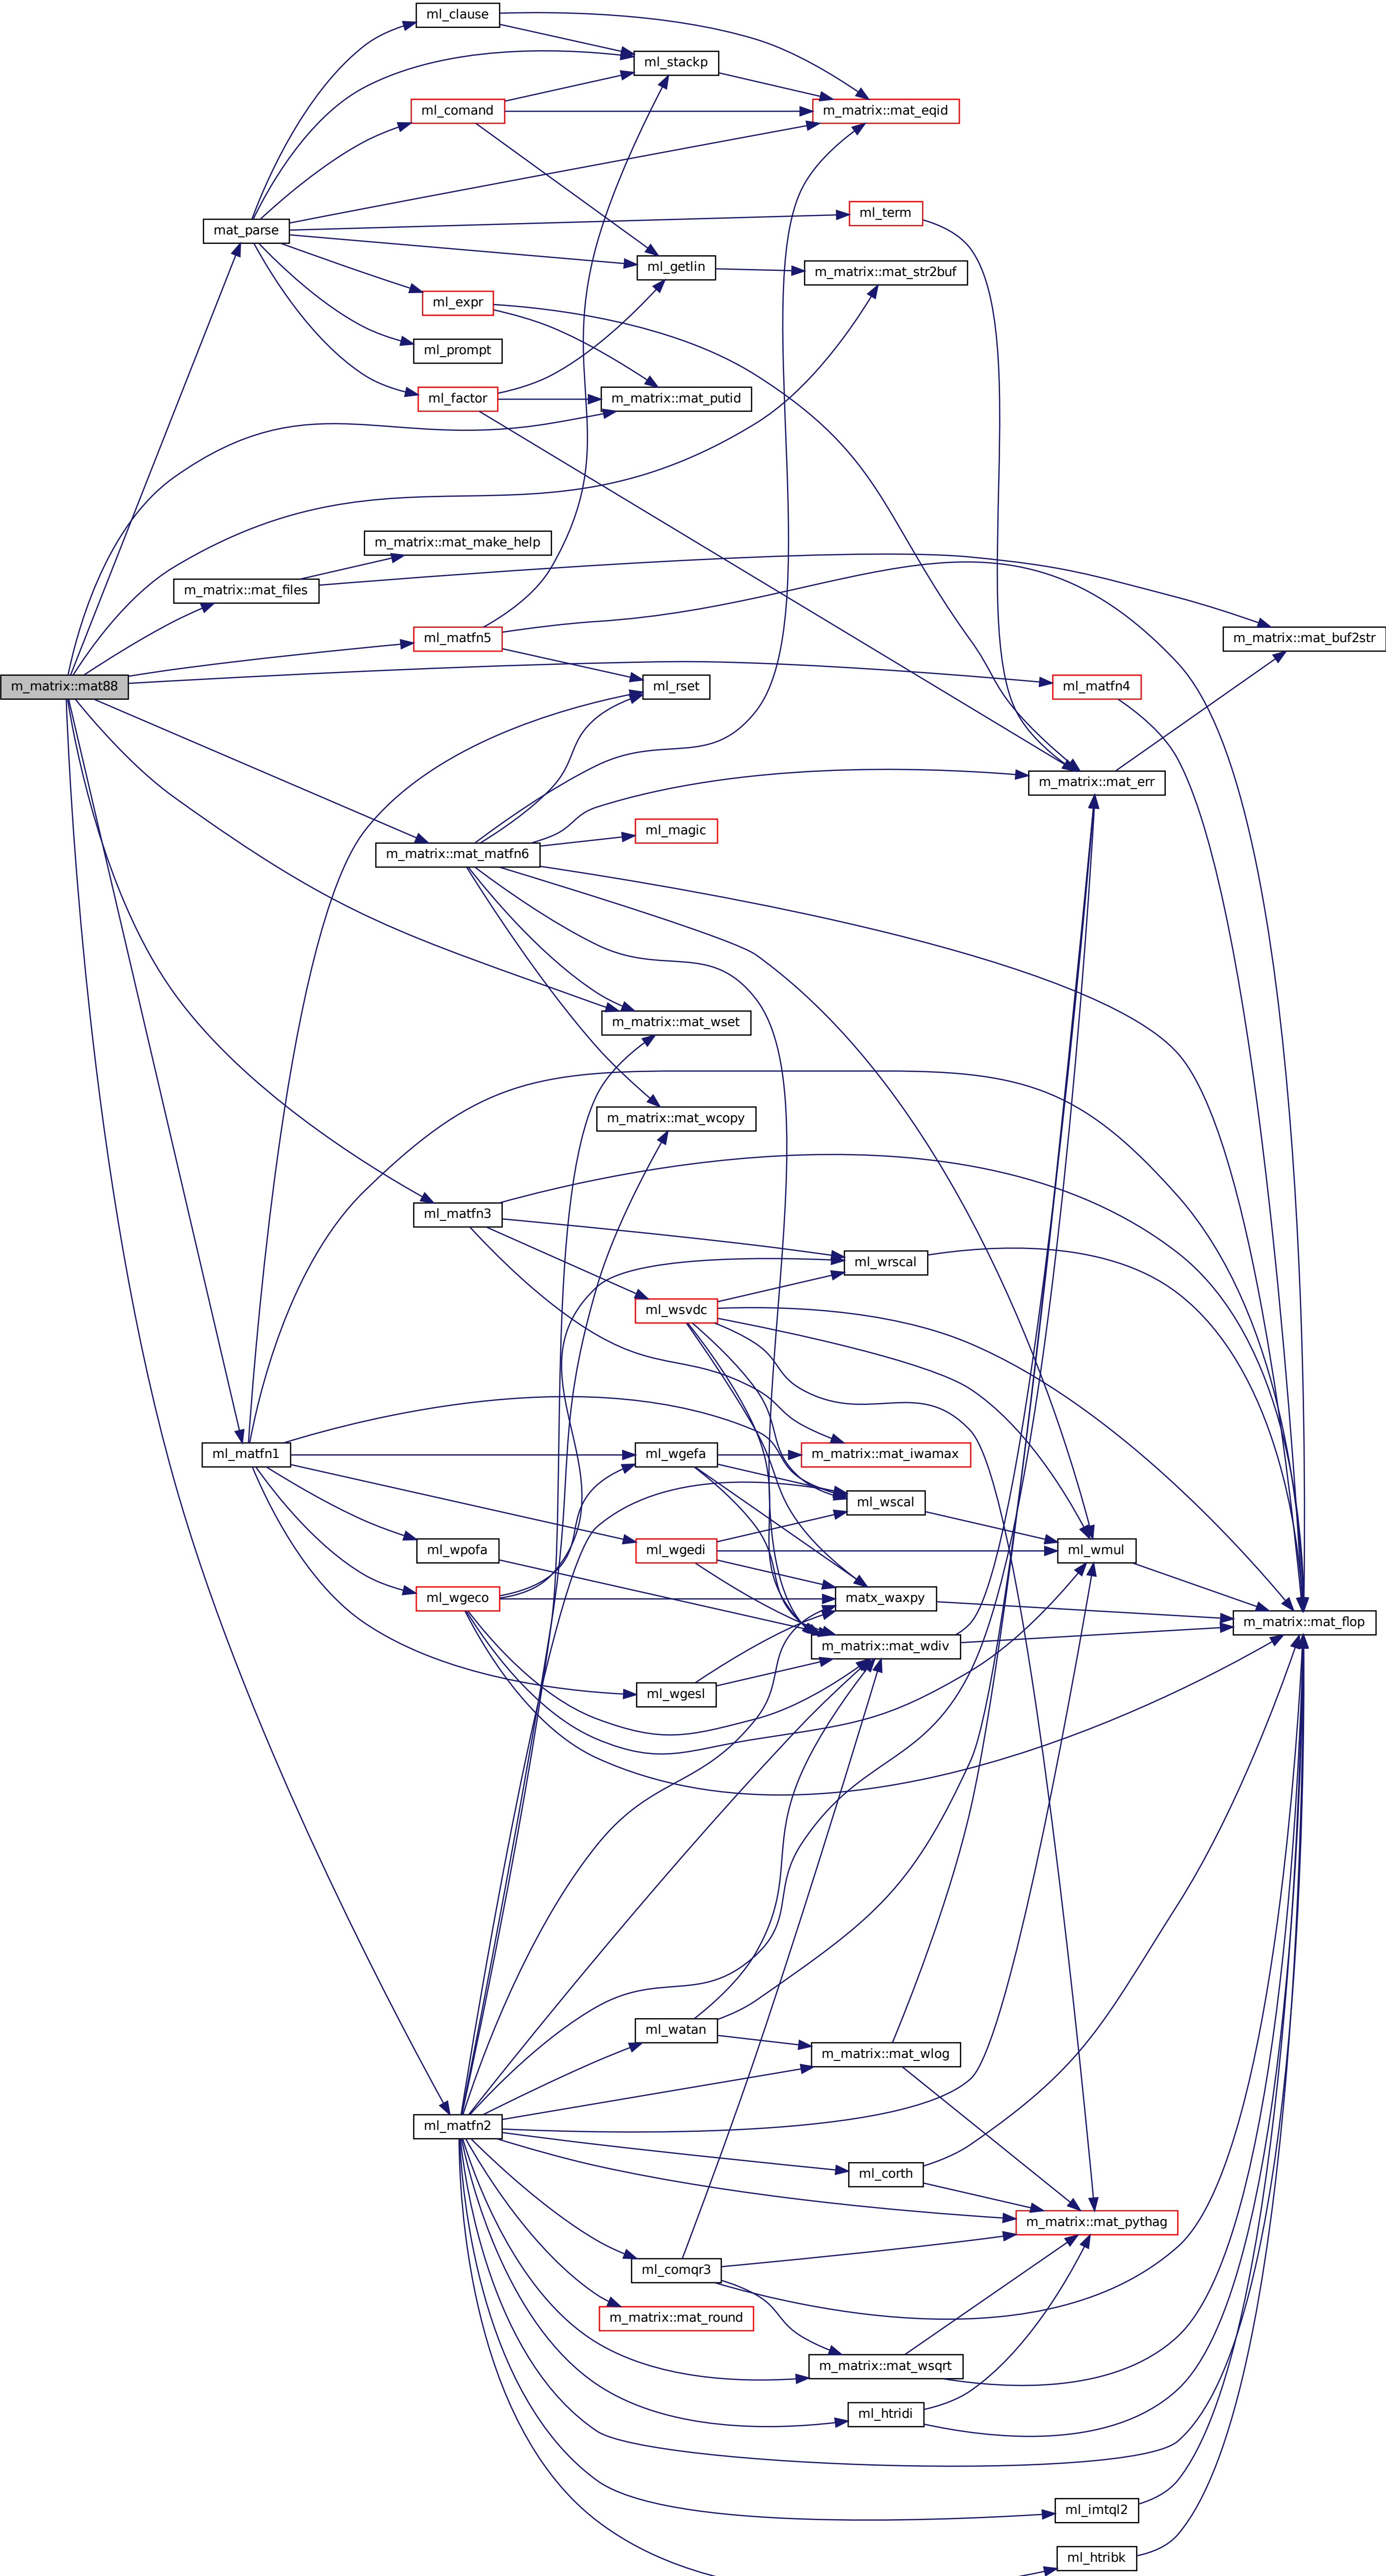 ml_clause
ml_stackp
ml_comand
m_matrix::mat_eqid
ml_term
mat_parse
ml_getlin
m_matrix::mat_str2buf
ml_expr
ml_prompt
ml_factor
m_matrix::mat_putid
m_matrix::mat_make_help
m_matrix::mat_files
ml_matfn5
m_matrix::mat_buf2str
m_matrix::mat88
ml_rset
ml_matfn4
m_matrix::mat_err
ml_magic
m_matrix::mat_matfn6
m_matrix::mat_wset
m_matrix::mat_wcopy
ml_matfn3
ml_wrscal
ml_wsvdc
ml_matfn1
ml_wgefa
m_matrix::mat_iwamax
ml_wscal
ml_wpofa
ml_wgedi
ml_wmul
ml_wgeco
matx_waxpy
m_matrix::mat_flop
m_matrix::mat_wdiv
ml_wgesl
ml_watan
m_matrix::mat_wlog
ml_matfn2
ml_corth
m_matrix::mat_pythag
ml_comqr3
m_matrix::mat_round
m_matrix::mat_wsqrt
ml_htridi
ml_imtql2
ml_htribk